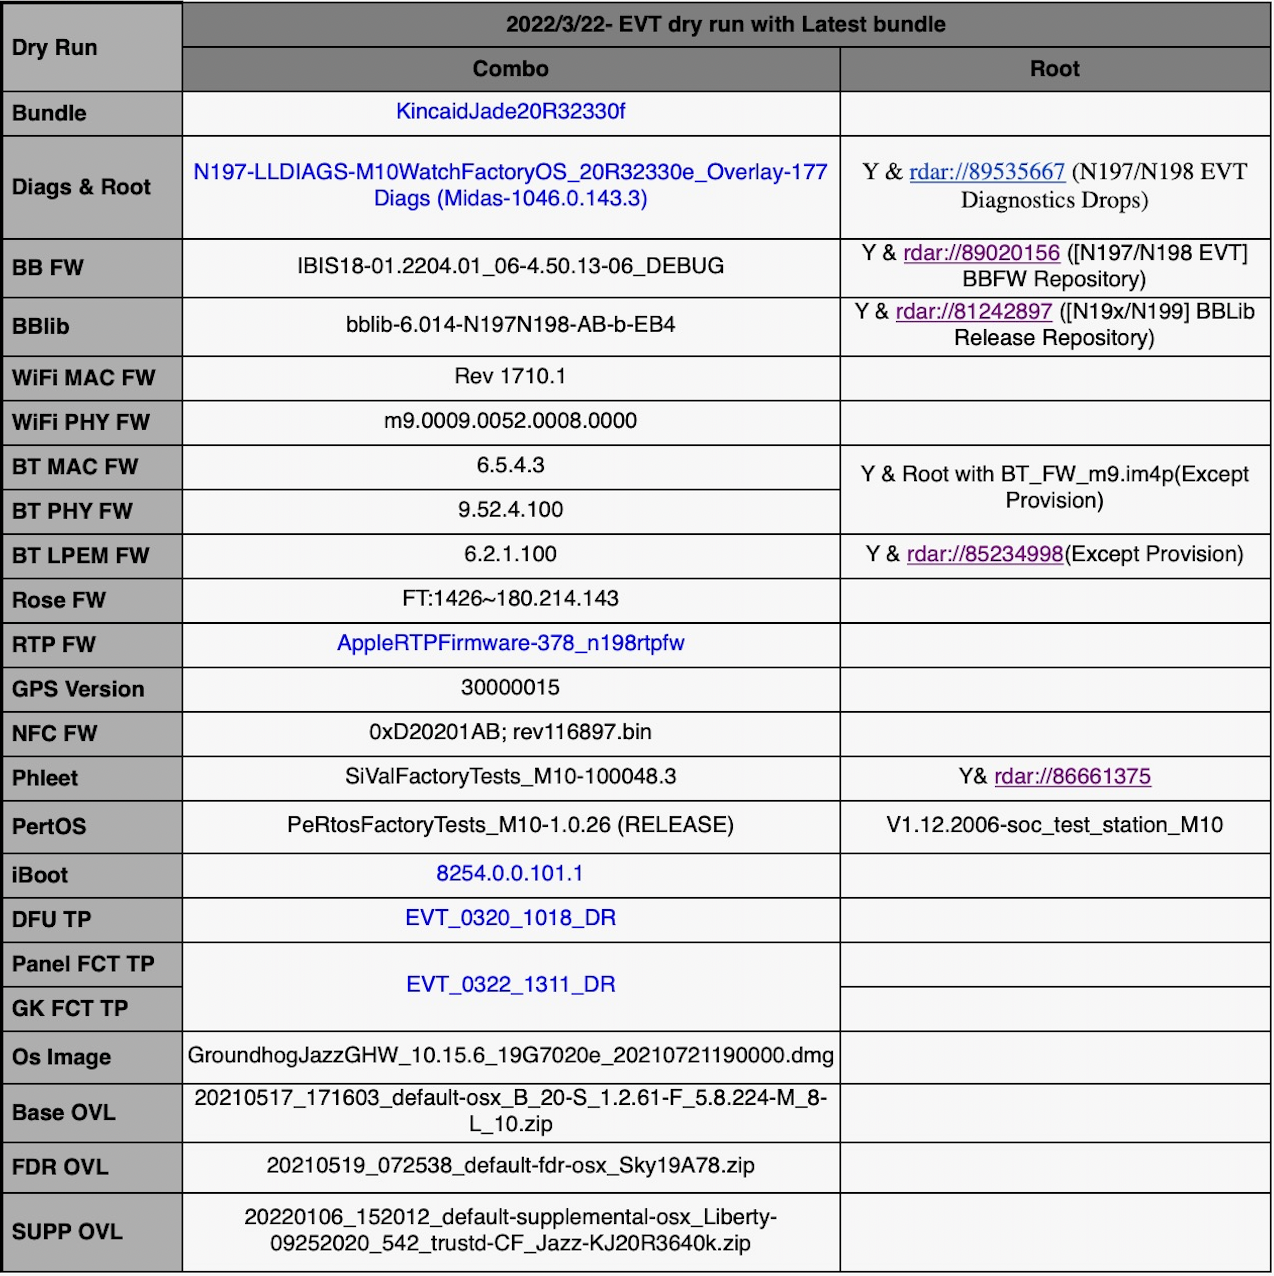 Dry Run
2022/3/22- EVT dry run with Latest bundle
Combo
Root
Bundle
KincaidJade20R32330f
Diags & Root
N197-LLDIAGS-M10WatchFactoryOS_20R32330e_Overlay-177
Diags (Midas-1046.0.143.3)
Y & rdar://89535667 (N197/N198 EVT
Diagnostics Drops)
BB FW
IBIS18-01.2204.01_06-4.50.13-06_DEBUG
Y & rdar://89020156 ([N197/N198 EVT]
BBFW Repository)
BBlib
bblib-6.014-N197N198-AB-b-EB4
Y & rdar://81242897 ([N19x/N199] BBLib
Release Repository)
WiFi MAC FW
Rev 1710.1
WiFi PHY FW
m9.0009.0052.0008.0000
BT MAC FW
6.5.4.3
Y & Root with BT_FW_m9.im4p(Except
Provision)
BT PHY FW
9.52.4.100
BT LPEM FW
6.2.1.100
Y & rdar://85234998(Except Provision)
Rose FW
FT:1426~180.214.143
RTP FW
AppleRTPFirmware-378_n198rtpfw
GPS Version
30000015
NFC FW
0xD20201AB; rev116897.bin
Phleet
SiValFactoryTests_M10-100048.3
Y& rdar://86661375
PertOS
PeRtosFactoryTests_M10-1.0.26 (RELEASE)
V1.12.2006-soc_test_station_M10
iBoot
8254.0.0.101.1
DFU TP
EVT_0320_1018_DR
Panel FCT TP
EVT_0322_1311_DR
GK FCT TP
Os Image
GroundhogJazzGHW_10.15.6_19G7020e_20210721190000.dmg
Base OVL
20210517_171603_default-osx_B_20-S_1.2.61-F_5.8.224-M_8-
L_10.zip
FDR OVL
20210519_072538_default-fdr-osx_Sky19A78.zip
SUPP OVL
20220106_152012_default-supplemental-osx_Liberty-
09252020_542_trustd-CF_Jazz-KJ20R3640k.zip